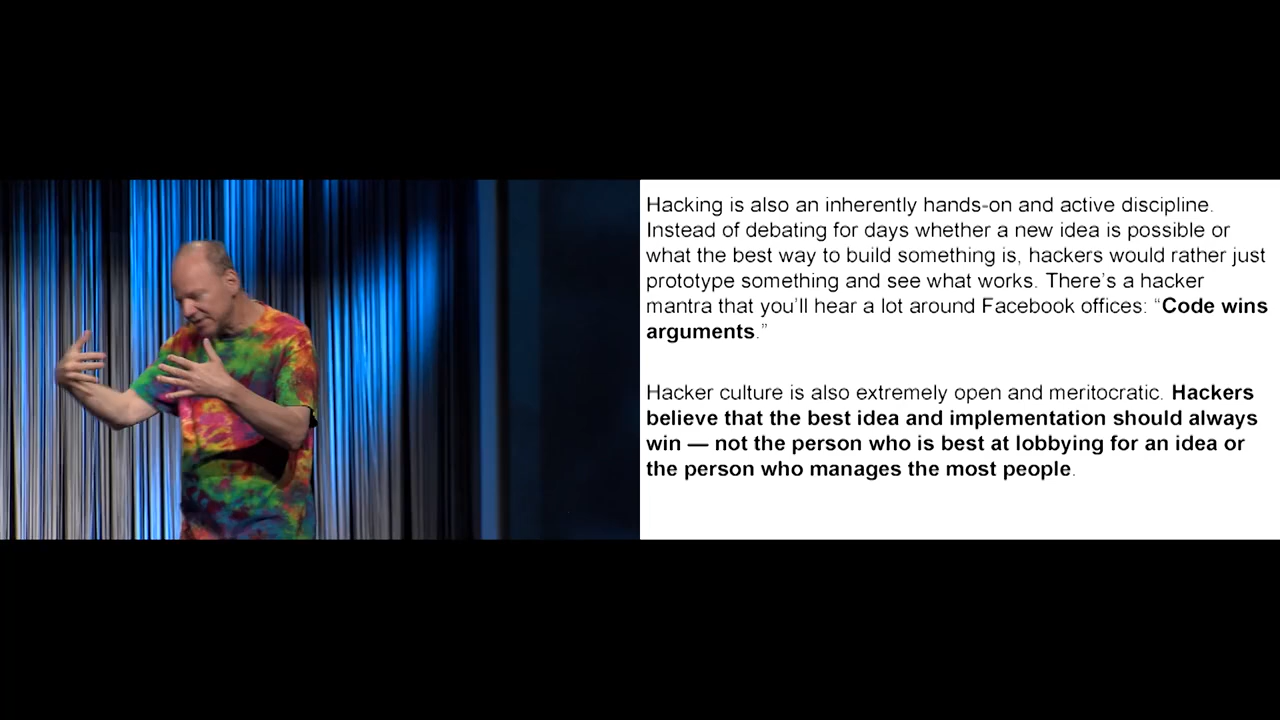 Hacking is also an inherently hands-on and active discipline.
Instead of debating for days whether a new idea is possible or
what the best way to build something is, hackers would rather just
prototype something and see what works. There’s a hacker
mantra that you’ll hear a lot around Facebook offices: “Code wins
arguments.”
Hacker culture is also extremely open and meritocratic. Hackers
believe that the best idea and implementation should always
win — not the person who is best at lobbying for an idea or
the person who manages the most people.